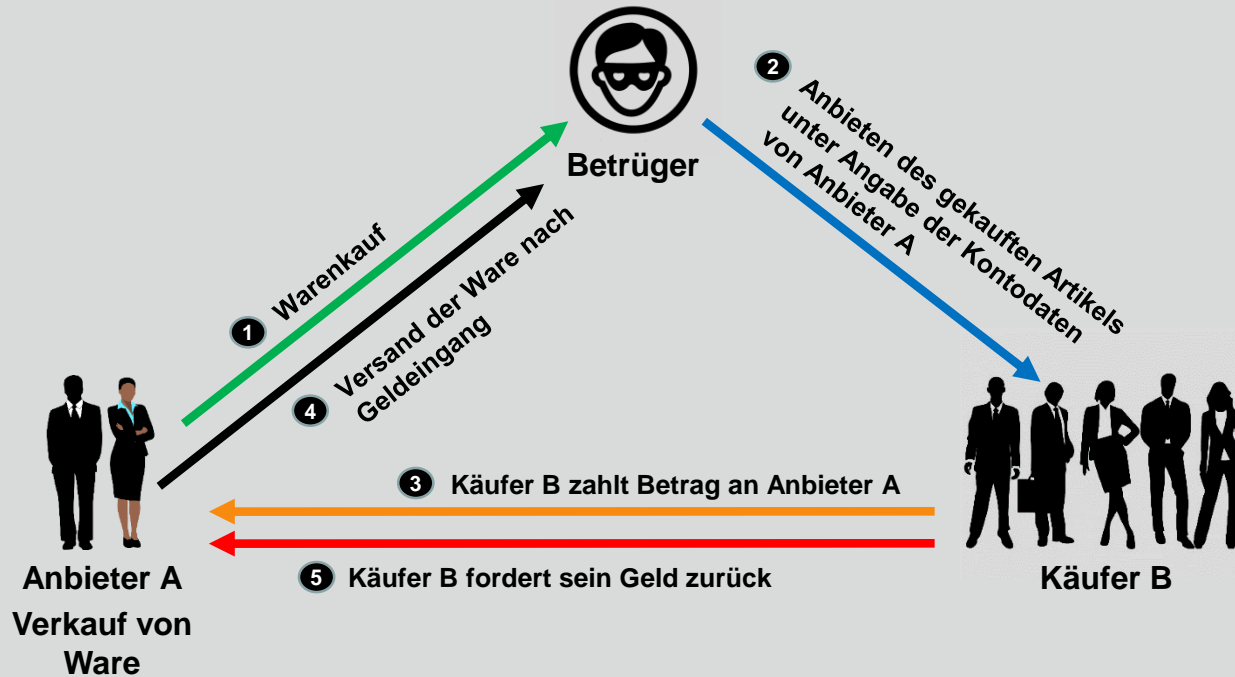 Betrüger
1 Warenkauf
2 Anbieten des gekauften Artikels
unter Angabe der Kontodaten
von Anbieter A
4 Versand der Ware nach
Geldeingang
3 Käufer B zahlt Betrag an Anbieter A
5 Käufer B fordert sein Geld zurück
Anbieter A
Verkauf von
Ware
Käufer B